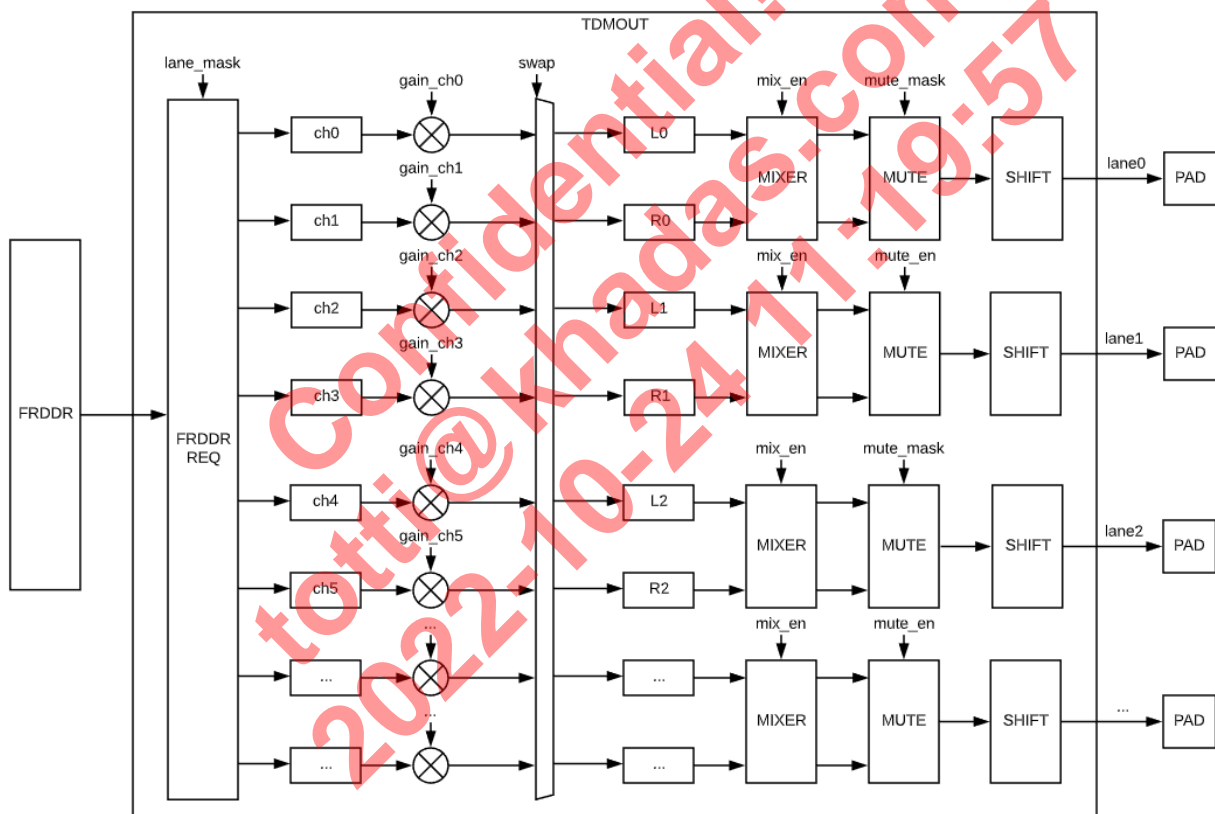 TDMOUT
lane_mask
gain_ch0
swap
mix_en
mute_mask
ch0
L0
MIXER
MUTE
SHIFT
lane0
PAD
gain_ch1
ch1
R0
gain_ch2
mix_en
mute_en
ch2
L1
MIXER
MUTE
SHIFT
lane1
PAD
gain_ch3
ch3
R1
FRDDR
FRDDR
REQ
gain_ch4
mix_en
mute_mask
ch4
L2
MIXER
MUTE
SHIFT
lane2
PAD
gain_ch5
ch5
R2
...
mix_en
mute_en
...
...
MIXER
MUTE
SHIFT
...
PAD
...
...
...
Confidential!
totti@khadas.com
2022-10-24 11:19:57